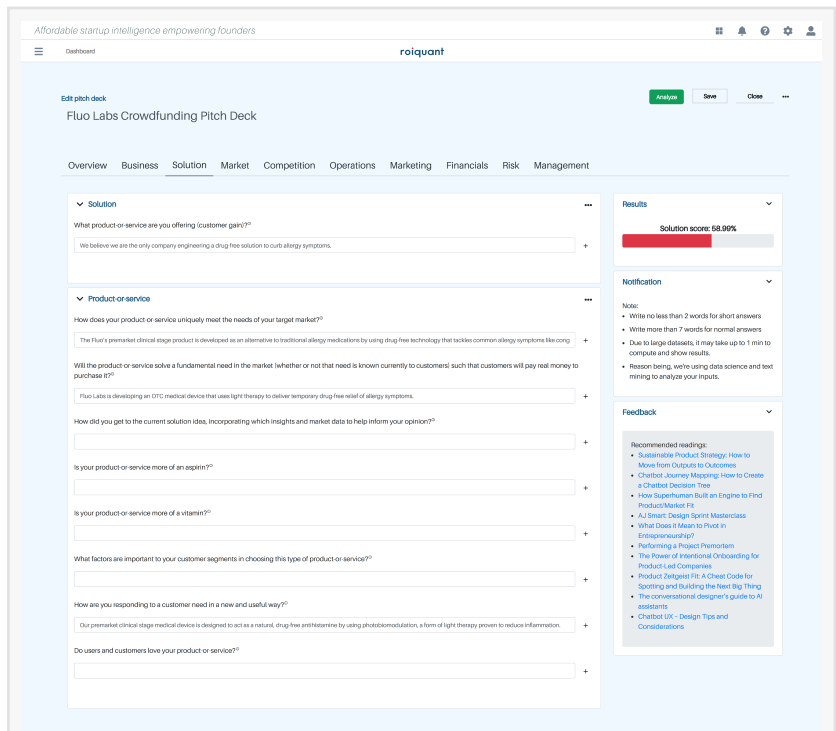 Affordable startup intelligence empowering founders
Dashboard
roiquant
Edit pitch deck
Fluo Labs Crowdfunding Pitch Deck
Analyze
Save
Close
Overview
Business
Solution
Market
Competition
Operations
Marketing
Financials
Risk
Management
Solution
What product-or-service are you offering (customer gain)?
We believe we are the only company engineering a drug free solution to curb allergy symptoms.
Product-or-service
How does your product-or-service uniquely meet the needs of your target market?
The Fluo's premarket clinical stage product is developed as an alternative to traditional allergy medications by using drug-free technology that tackles common allergy symptoms like cong
Will the product-or-service solve a fundamental need in the market (whether or not that need is known currently to customers) such that customers will pay real money to
purchase it?
Fluo Labs is developing an OTC medical device that uses light therapy to deliver temporary drug-free relief of allergy symptoms.
How did you get to the current solution idea, incorporating which insights and market data to help inform your opinion?
Is your product-or-service more of an aspirin?
Is your product-or-service more of a vitamin?
What factors are important to your customer segments in choosing this type of product-or-service?
How are you responding to a customer need in a new and useful way?
Our premarket clinical stage medical device is designed to act as a natural, drug-free antihistamine by using photobiomodulation, a form of light therapy proven to reduce inflammation.
Do users and customers love your product-or-service?
Results
Solution score: 58.99%
Notification
Note:
• Write no less than 2 words for short answers
• Write more than 7 words for normal answers
• Due to large datasets, it may take up to 1 min to
compute and show results.
• Reason being, we're using data science and text
mining to analyze your inputs.
Feedback
Recommended readings:
• Sustainable Product Strategy: How to
Move from Outputs to Outcomes
• Chatbot Journey Mapping: How to Create
a Chatbot Decision Tree
• How Superhuman Built an Engine to Find
Product/Market Fit
• AJ Smart: Design Sprint Masterclass
• What Does it Mean to Pivot in
Entrepreneurship?
• Performing a Project Premortem
• The Power of Intentional Onboarding for
Product-Led Companies
• Product Zeitgeist Fit: A Cheat Code for
Spotting and Building the Next Big Thing
• The conversational designer's guide to AI
assistants
• Chatbot UX – Design Tips and
Considerations